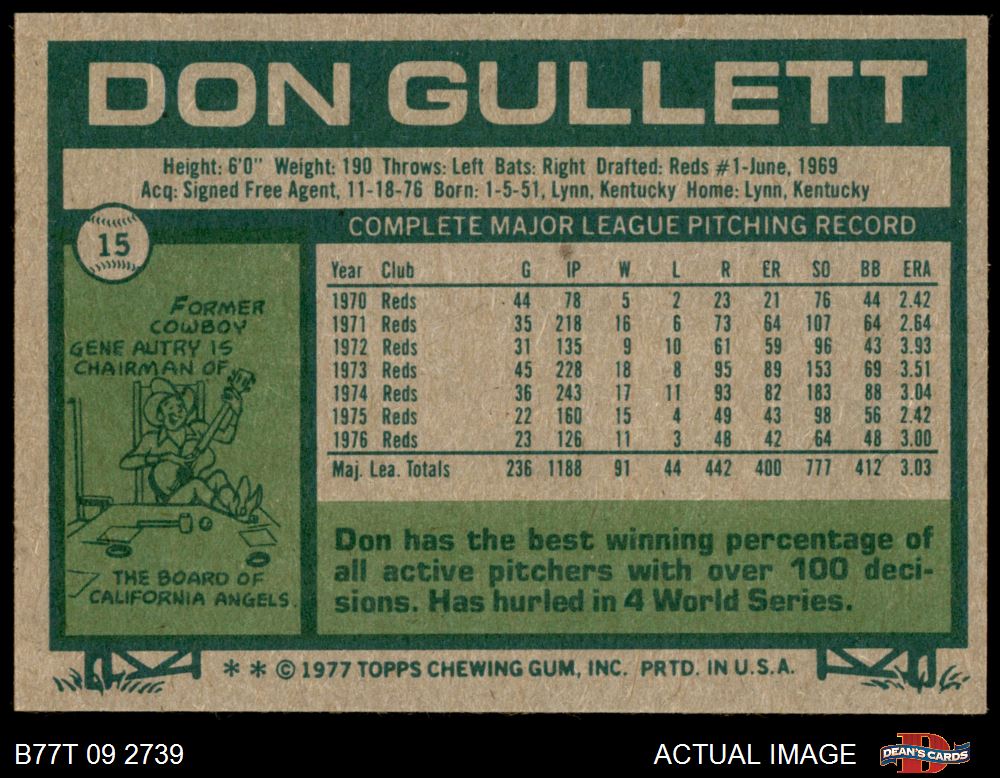 DON GULLETT
Height: 6'0" Weight: 190 Throws: Left Bats: Right Drafted: Reds #1-June, 1969
Acq: Signed Free Agent, 11-18-76 Born: 1-5-51, Lynn, Kentucky Home: Lynn, Kentucky
15
COMPLETE MAJOR LEAGUE PITCHING RECORD
Year Club G IP W L R ER SO BB ERA
1970 Reds 44 78 5 2 23 21 76 44 2.42
1971 Reds 35 218 16 6 73 64 107 64 2.64
1972 Reds 31 135 9 10 61 59 96 43 3.93
1973 Reds 45 228 18 8 95 89 153 69 3.51
1974 Reds 36 243 17 11 93 82 183 88 3.04
1975 Reds 22 160 15 4 49 43 98 56 2.42
1976 Reds 23 126 11 3 48 42 64 48 3.00
Maj. Lea. Totals 236 1188 91 44 442 400 777 412 3.03
FORMER
COWBOY
GENE AUTRY IS
CHAIRMAN OF
THE BOARD OF
CALIFORNIA ANGELS.
Don has the best winning percentage of
all active pitchers with over 100 deci-
sions. Has hurled in 4 World Series.
* * © 1977 TOPPS CHEWING GUM, INC. PRTD. IN U.S.A.
B77T 09 2739
ACTUAL IMAGE
DEAN'S CARDS